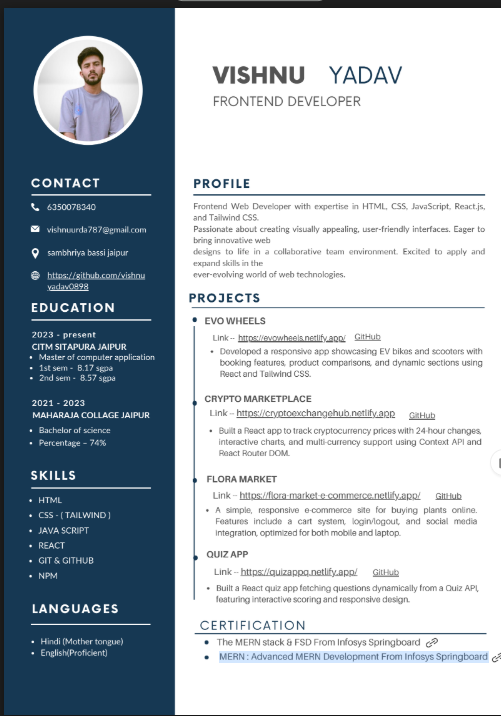 VISHNU YADAV
FRONTEND DEVELOPER
CONTACT
6350078340
vishnuurda787@gmail.com
sambhriya bassi jaipur
https://github.com/vishnu
yadav0898
EDUCATION
2023 - present
CITM SITAPURA JAIPUR
• Master of computer application
• 1st sem - 8.17 sgpa
• 2nd sem - 8.57 sgpa
2021 - 2023
MAHARAJA COLLAGE JAIPUR
• Bachelor of science
• Percentage – 74%
SKILLS
• HTML
• CSS - ( TAILWIND )
• JAVA SCRIPT
• REACT
• GIT & GITHUB
• NPM
LANGUAGES
• Hindi (Mother tongue)
• English(Proficient)
PROFILE
Frontend Web Developer with expertise in HTML, CSS, JavaScript, React.js,
and Tailwind CSS.
Passionate about creating visually appealing, user-friendly interfaces. Eager to
bring innovative web
designs to life in a collaborative team environment. Excited to apply and
expand skills in the
ever-evolving world of web technologies.
PROJECTS
EVO WHEELS
Link -- https://evowheels.netlify.app/ GitHub
• Developed a responsive app showcasing EV bikes and scooters with
booking features, product comparisons, and dynamic sections using
React and Tailwind CSS.
CRYPTO MARKETPLACE
Link – https://cryptoexchangehub.netlify.app GitHub
• Built a React app to track cryptocurrency prices with 24-hour changes,
interactive charts, and multi-currency support using Context API and
React Router DOM.
FLORA MARKET
Link – https://flora-market-e-commerce.netlify.app/ GitHub
• A simple, responsive e-commerce site for buying plants online.
Features include a cart system, login/logout, and social media
integration, optimized for both mobile and laptop.
QUIZ APP
Link – https://quizappq.netlify.app/ GitHub
• Built a React quiz app fetching questions dynamically from a Quiz API,
featuring interactive scoring and responsive design.
CERTIFICATION
• The MERN stack & FSD From Infosys Springboard
• MERN : Advanced MERN Development From Infosys Springboard